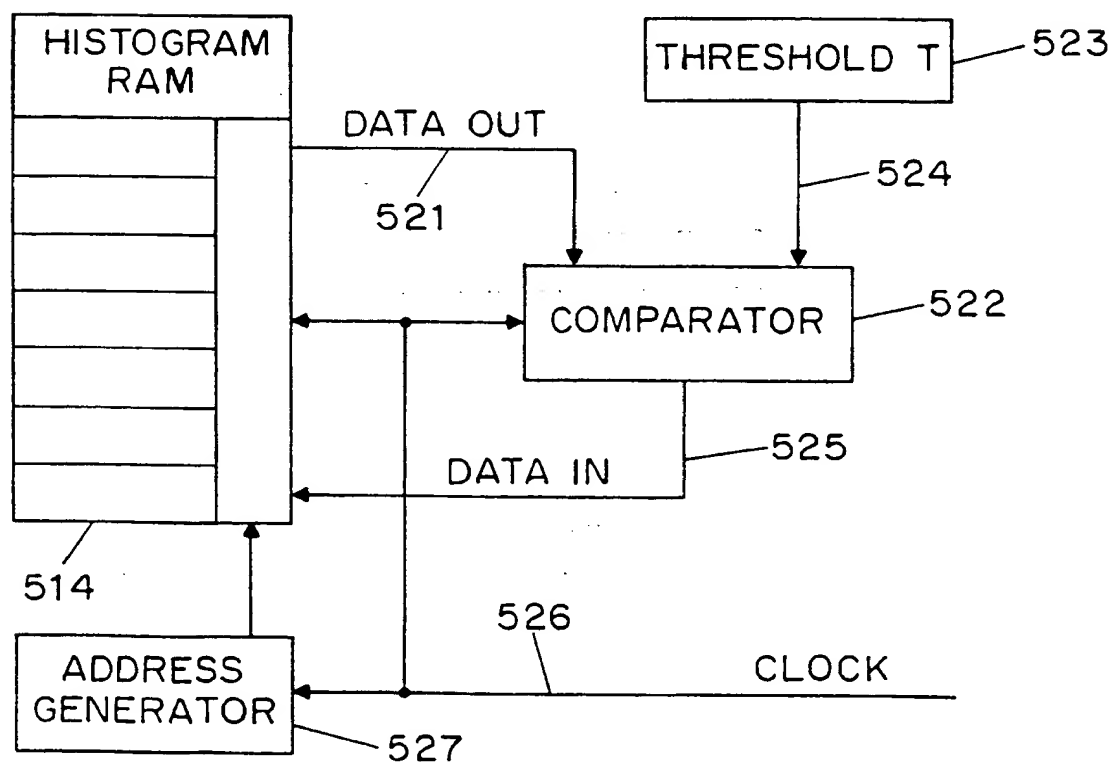 HISTOGRAM
RAM
THRESHOLD T
523
DATA OUT
524
521
COMPARATOR
522
525
DATA IN
514
526
ADDRESS
GENERATOR
CLOCK
527